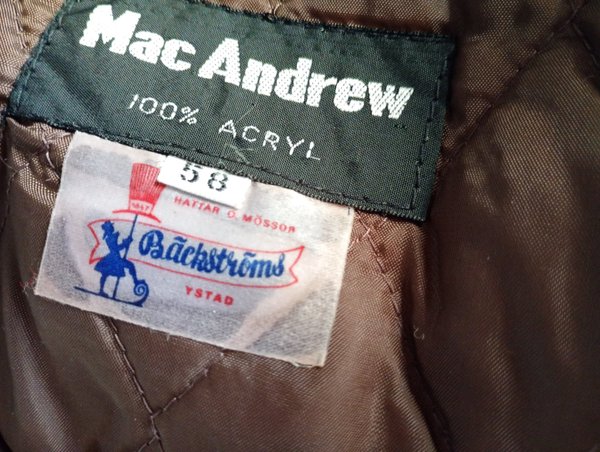 Mac Andrew
100% ACRYL
58
1847
HATTAR O. MÖSSOR
Bäckströms
YSTAD